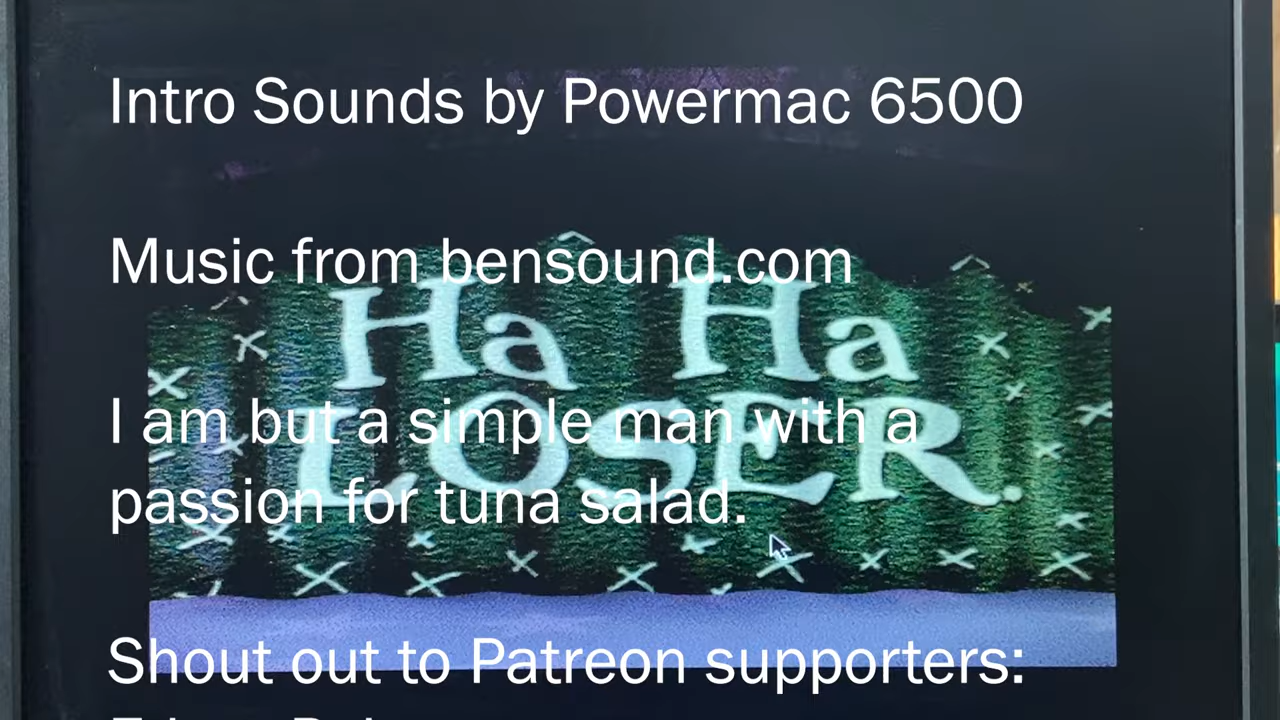 Intro Sounds by Powermac 6500
Music from bensound.com
Ha Ha
LOSER.
I am but a simple man with a
passion for tuna salad.
Shout out to Patreon supporters: